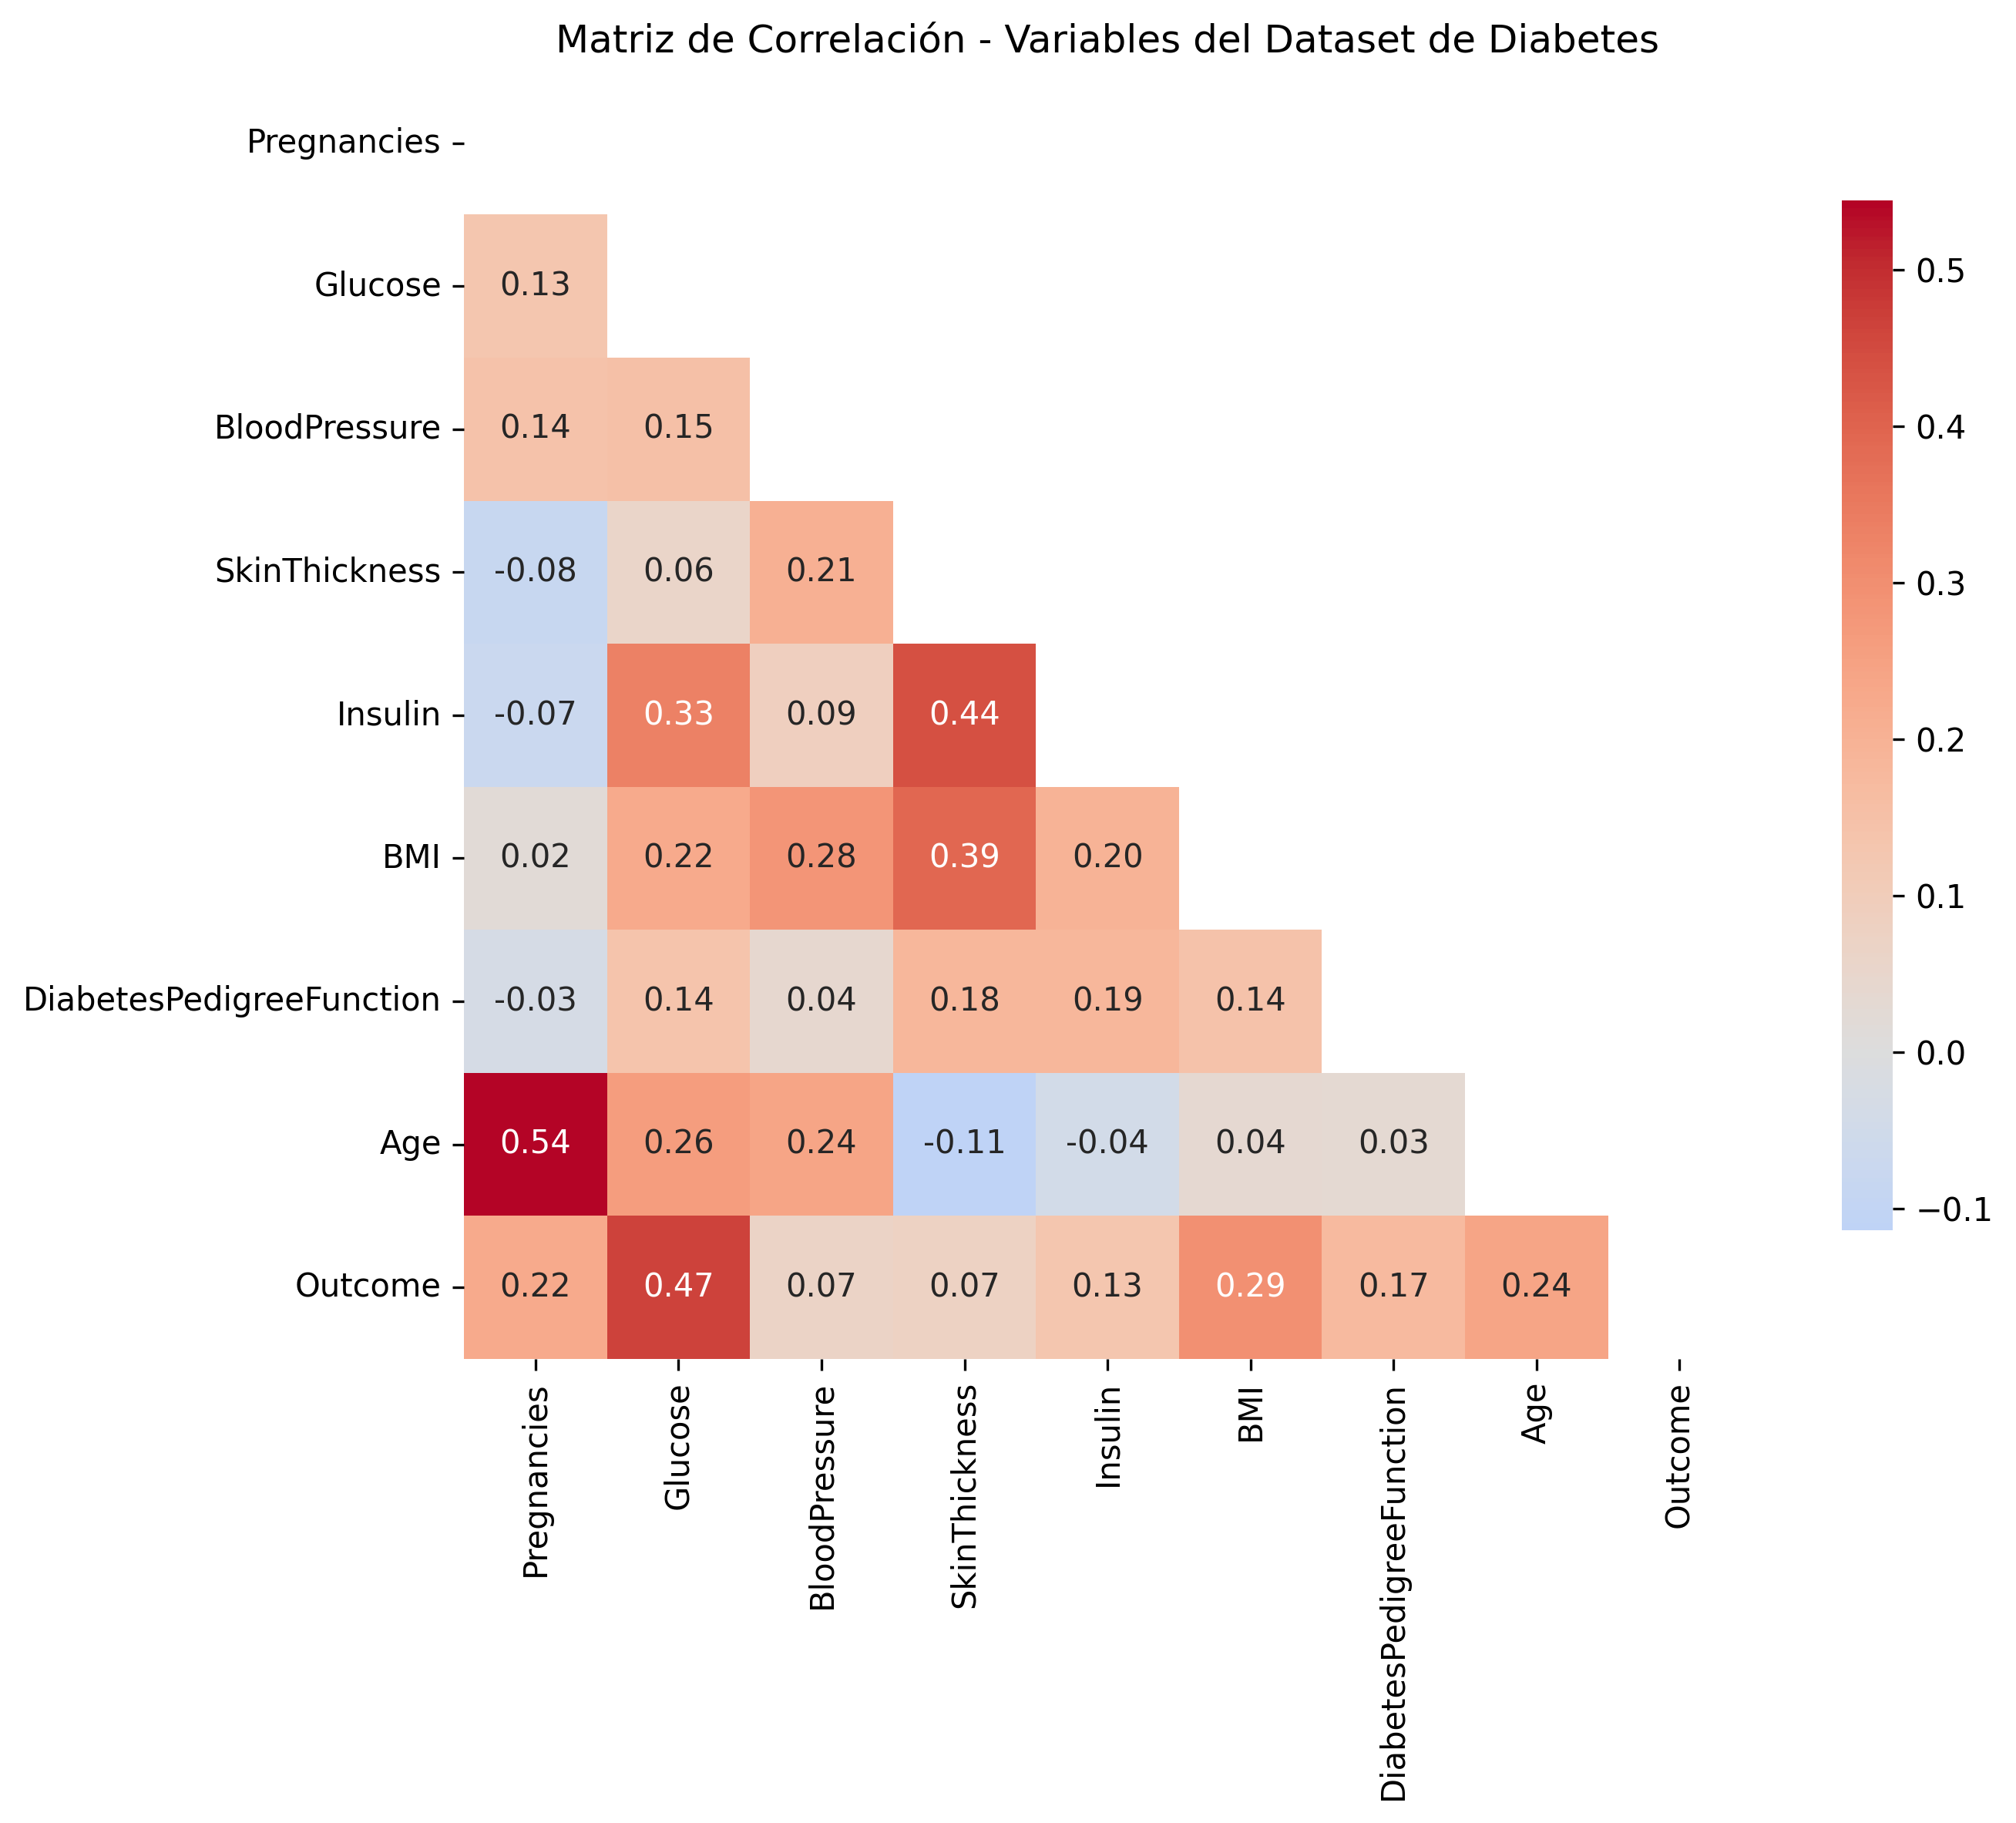 Matriz de Correlación - Variables del Dataset de Diabetes
Pregnancies
Glucose 0.13
BloodPressure 0.14 0.15
SkinThickness -0.08 0.06 0.21
Insulin -0.07 0.33 0.09 0.44
BMI 0.02 0.22 0.28 0.39 0.20
DiabetesPedigreeFunction -0.03 0.14 0.04 0.18 0.19 0.14
Age 0.54 0.26 0.24 -0.11 -0.04 0.04 0.03
Outcome 0.22 0.47 0.07 0.07 0.13 0.29 0.17 0.24
Pregnancies
Glucose
BloodPressure
SkinThickness
Insulin
BMI
DiabetesPedigreeFunction
Age
Outcome
0.5
0.4
0.3
0.2
0.1
0.0
−0.1